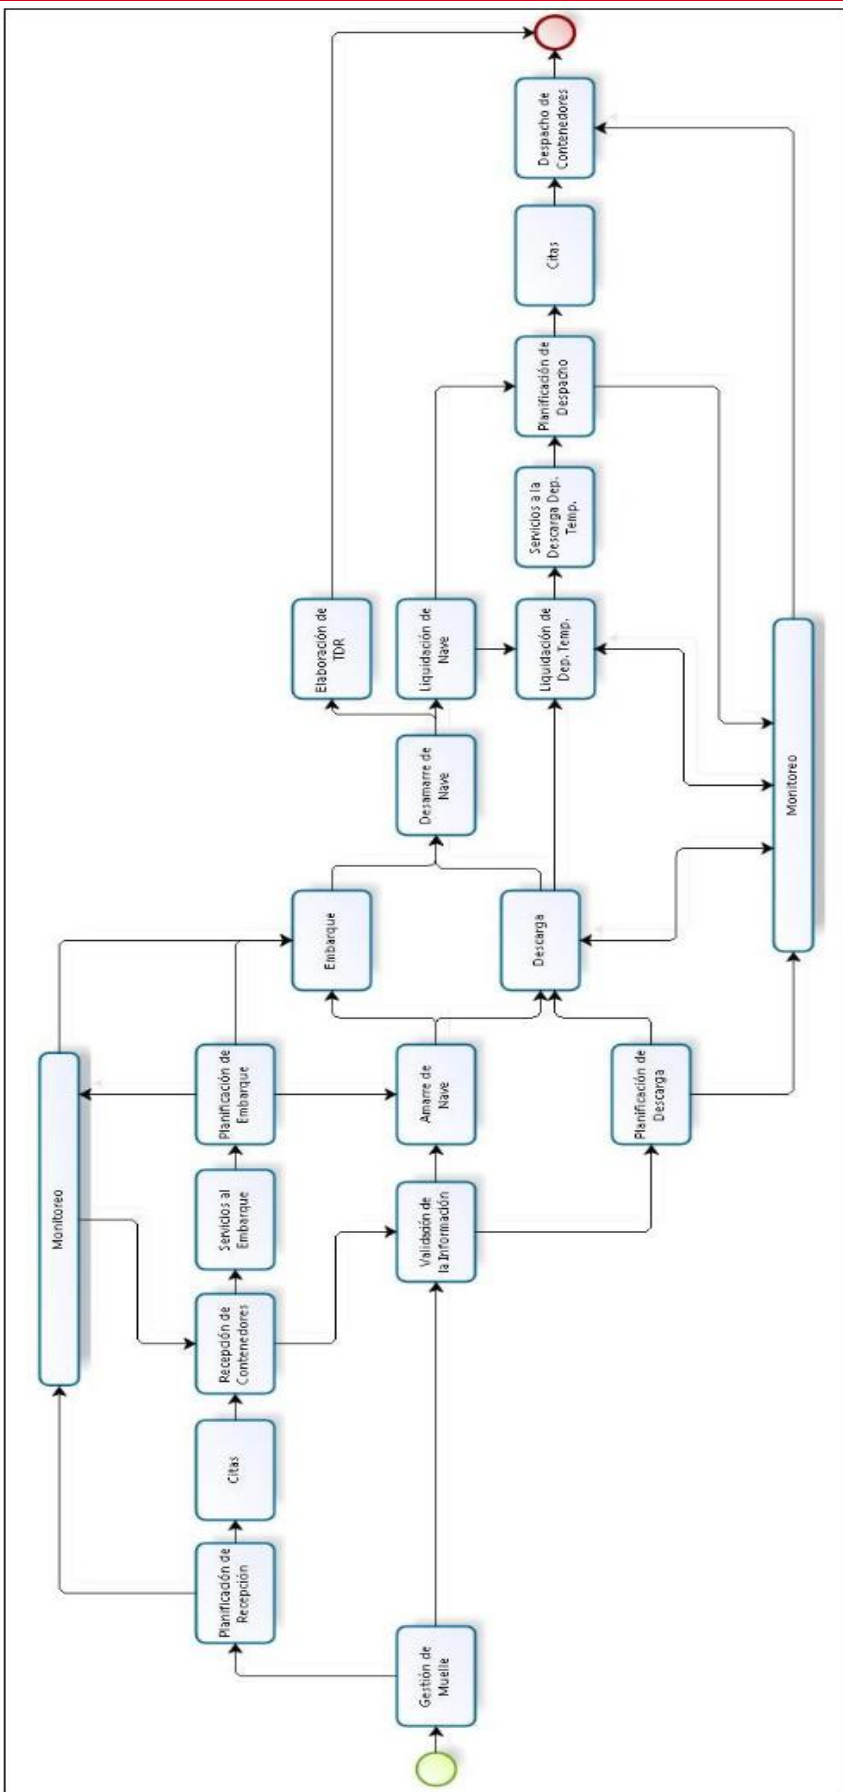 Monitoreo
Planificación de
Recepción
Citas
Recepción de
Contenedores
Servicios al
Embarque
Planificación de
Embarque
Embarque
Elaboración de
TDR
Gestión de
Muelle
Validación de
la Información
Amarre de
Nave
Desamarre de
Nave
Liquidación de
Nave
Descarga
Liquidación de
Dep. Temp.
Servicios a la
Descarga Dep.
Temp.
Planificación de
Despacho
Citas
Despacho de
Contenedores
Planificación de
Descarga
Monitoreo